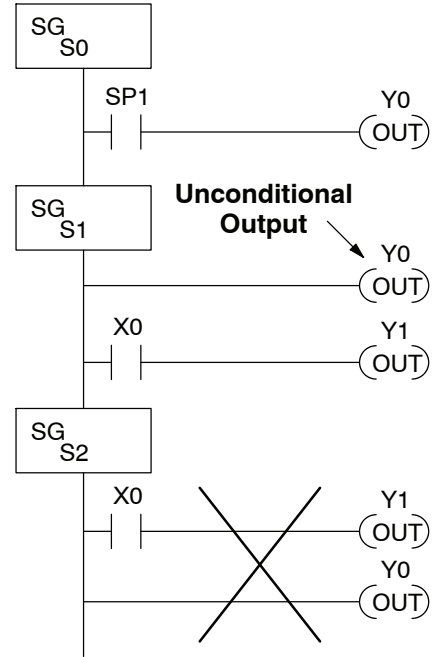 SG
S0
SP1
Y0
OUT
SG
S1
Unconditional
Output
Y0
OUT
X0
Y1
OUT
SG
S2
X0
Y1
OUT
Y0
OUT